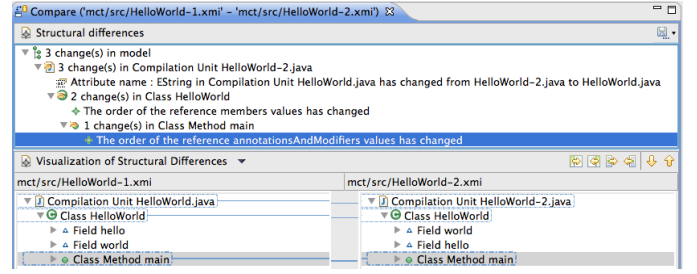 Compare ('mct/src/HelloWorld-1.xmi' - 'mct/src/HelloWorld-2.xmi')
Structural differences
3 change(s) in model
3 change(s) in Compilation Unit HelloWorld-2.java
Attribute name : EString in Compilation Unit HelloWorld.java has changed from HelloWorld-2.java to HelloWorld.java
2 change(s) in Class HelloWorld
The order of the reference members values has changed
1 change(s) in Class Method main
The order of the reference annotationsAndModifiers values has changed
Visualization of Structural Differences
mct/src/HelloWorld-1.xmi mct/src/HelloWorld-2.xmi
Compilation Unit HelloWorld.java Compilation Unit HelloWorld-2.java
Class HelloWorld Class HelloWorld
Field hello Field world
Field world Field hello
Class Method main Class Method main